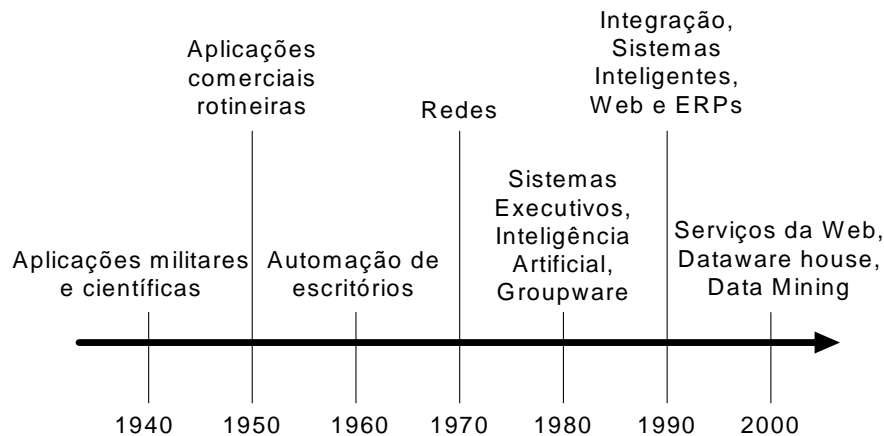 Aplicações militares
e científicas
Aplicações
comerciais
rotineiras
Automação de
escritórios
Redes
Sistemas
Executivos,
Inteligência
Artificial,
Groupware
Integração,
Sistemas
Inteligentes,
Web e ERPs
Serviços da Web,
Dataware house,
Data Mining
1940 1950 1960 1970 1980 1990 2000